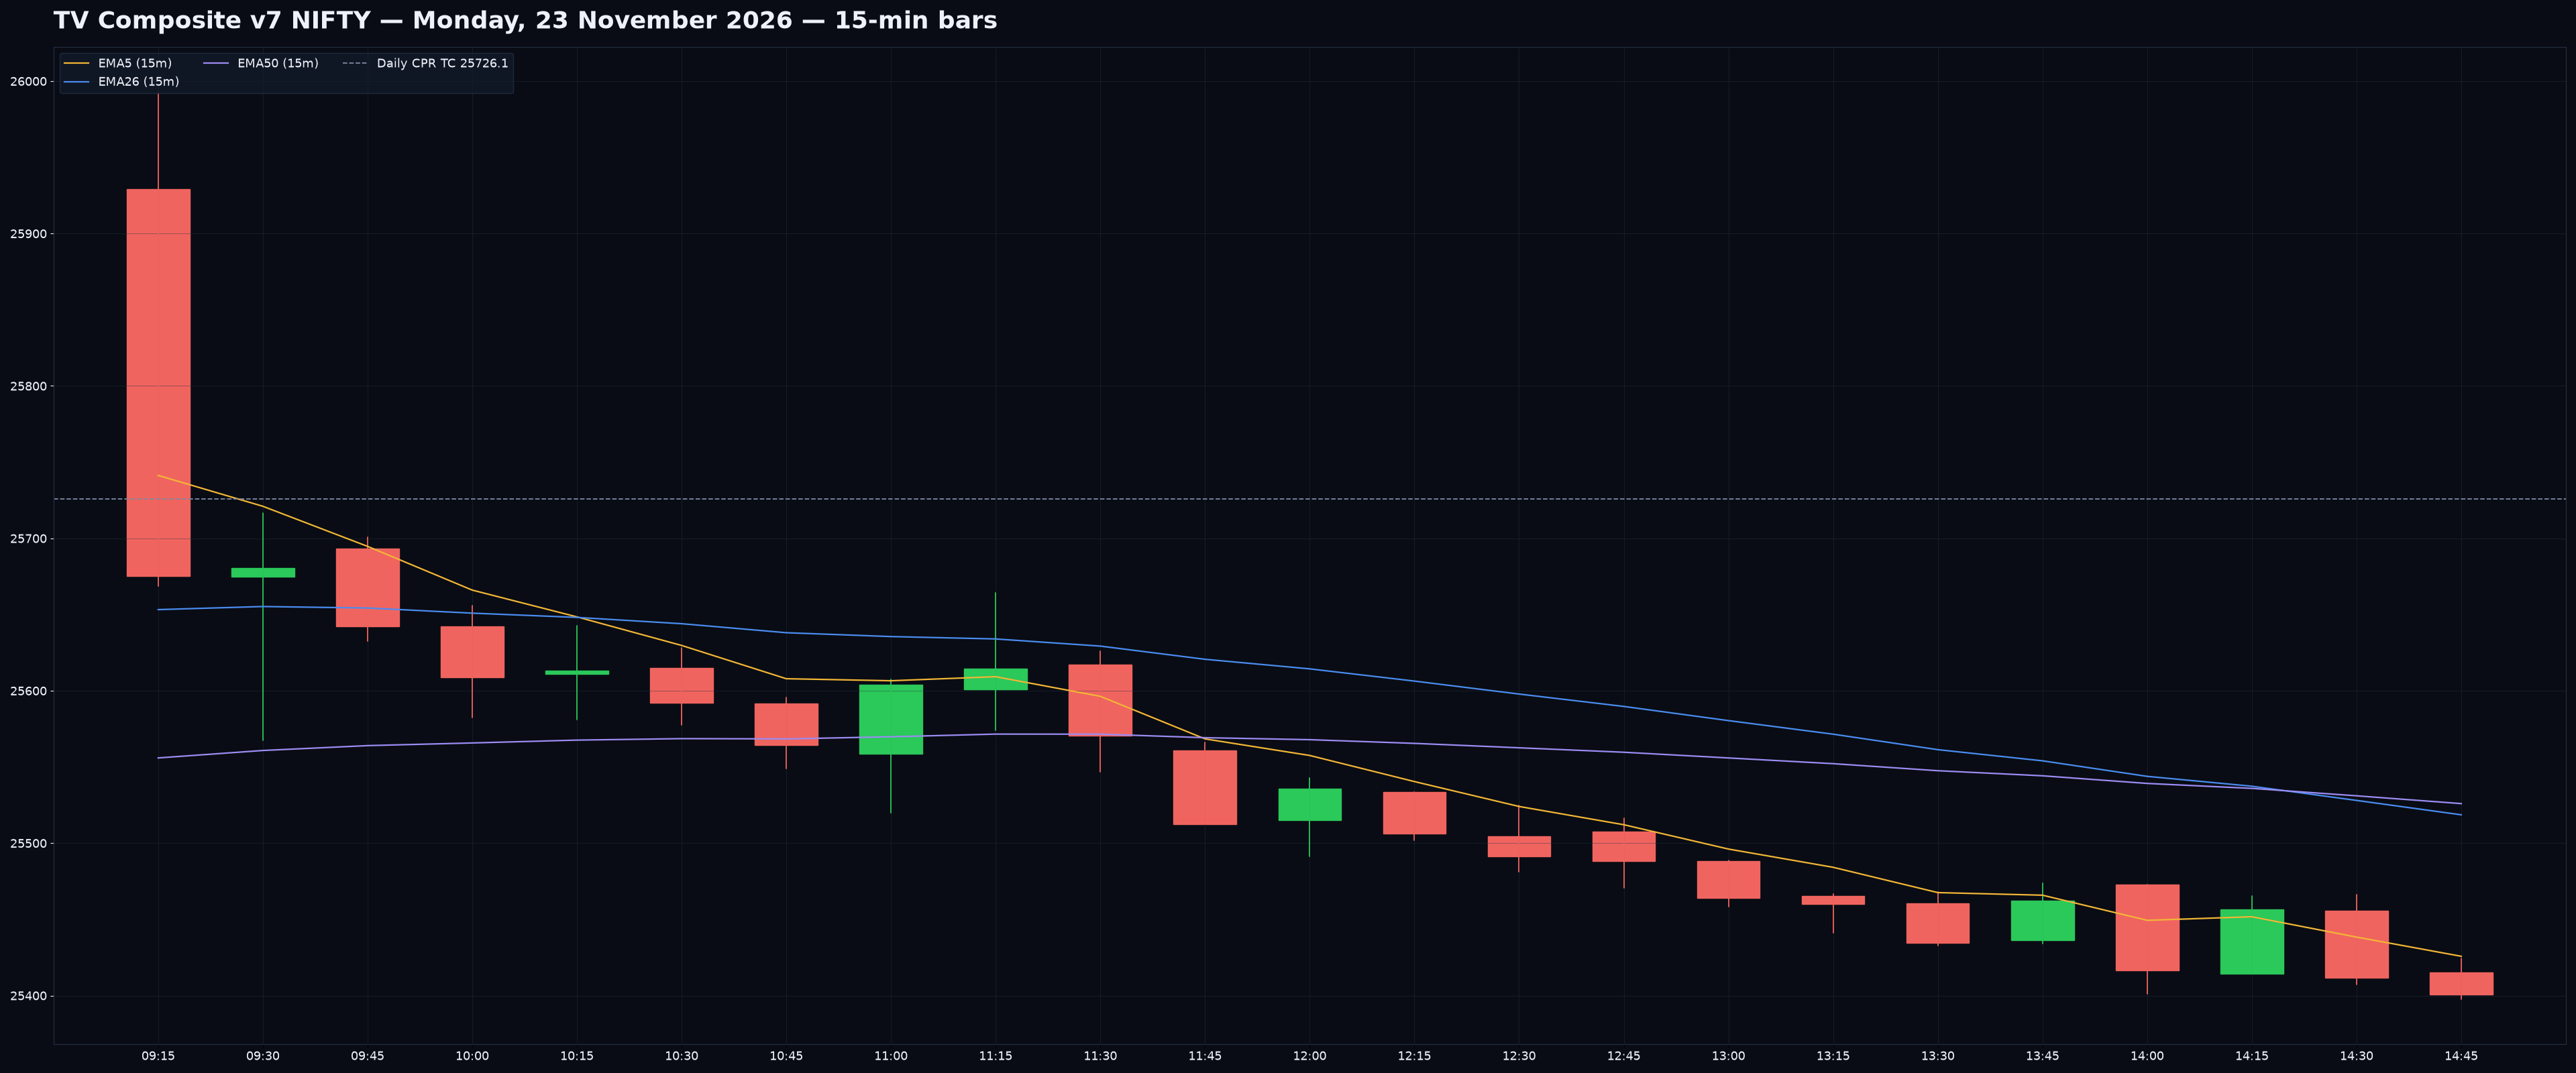 TV Composite v7 NIFTY — Monday, 23 November 2026 — 15-min bars
EMA5 (15m) EMA50 (15m) Daily CPR TC 25726.1
EMA26 (15m)
26000
25900
25800
25700
25600
25500
25400
09:15 09:30 09:45 10:00 10:15 10:30 10:45 11:00 11:15 11:30 11:45 12:00 12:15 12:30 12:45 13:00 13:15 13:30 13:45 14:00 14:15 14:30 14:45